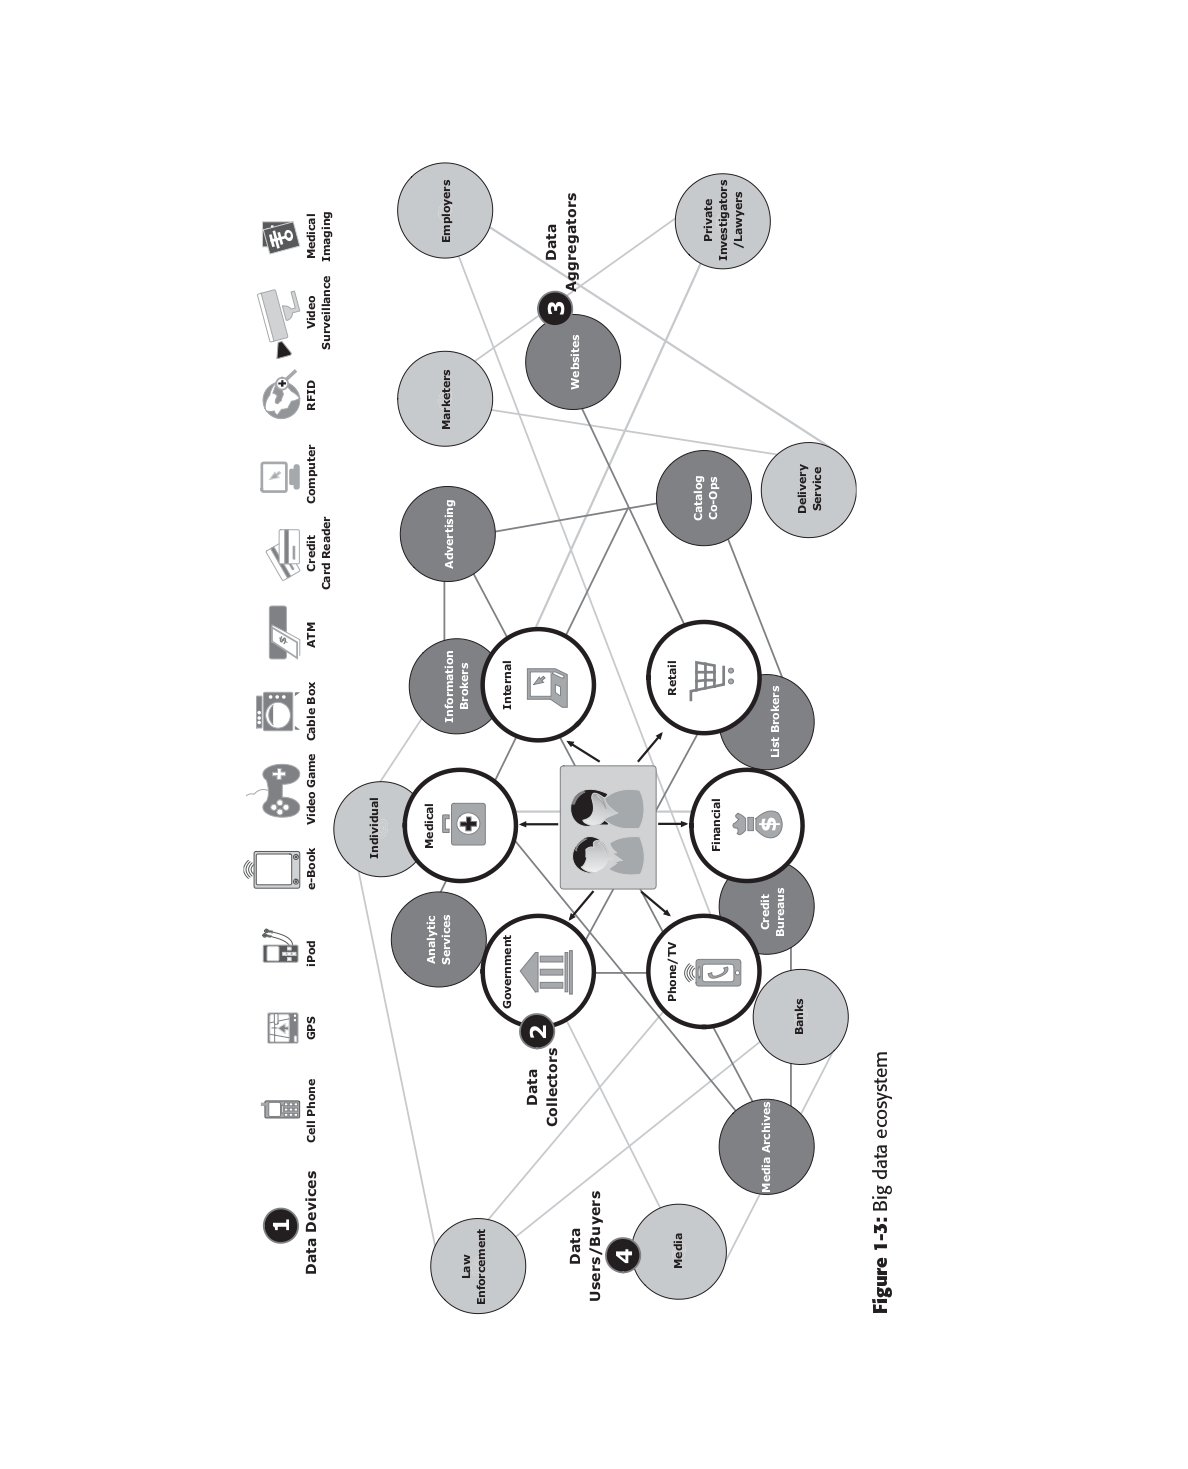 1
Data Devices
Cell Phone
GPS
iPod
e-Book
Video Game
Cable Box
ATM
Credit
Card Reader
Computer
RFID
Video
Surveillance
Medical
Imaging
Law
Enforcement
Data
Users/Buyers
4
Media
Data
Collectors
2
Government
Analytic
Services
Individual
Medical
Information
Brokers
Internal
Advertising
Marketers
Employers
Data
Aggregators
3
Websites
Private
Investigators
/Lawyers
Catalog
Co-Ops
Delivery
Service
Retail
List Brokers
Financial
$
Credit
Bureaus
Phone/TV
Banks
Media Archives
Figure 1-3: Big data ecosystem